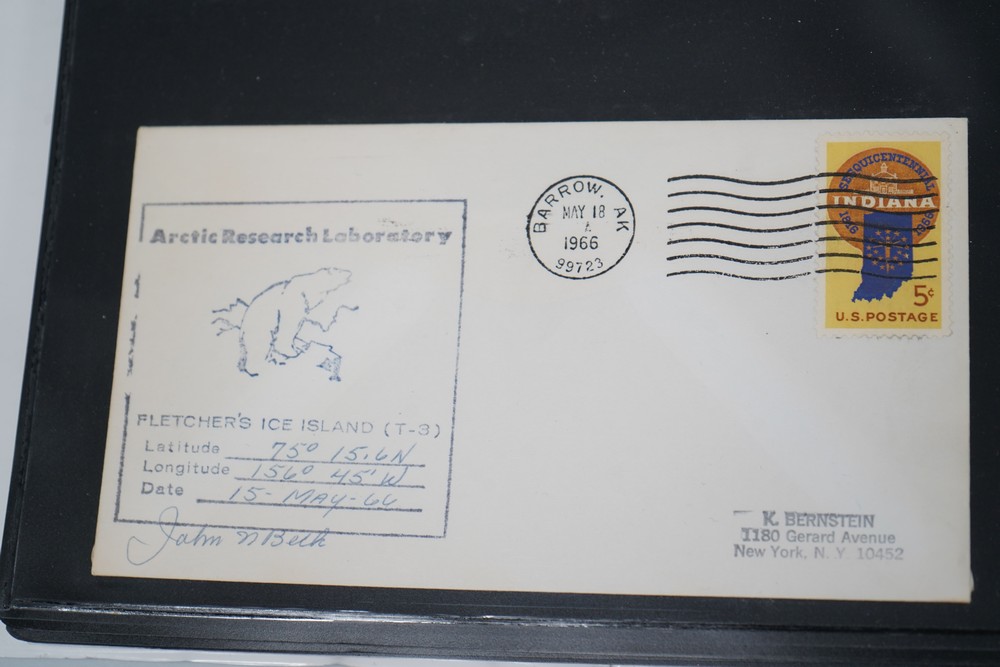 Arctic Research Laboratory
FLETCHER'S ICE ISLAND (T-3)
Latitude 75° 15.6N
Longitude 156° 45' W
Date 15-MAY-66
John N Beck
BARROW, AK
MAY 18
1966
99723
SESQUICENTENNIAL
INDIANA
1816 1966
5¢
U.S. POSTAGE
K. BERNSTEIN
1180 Gerard Avenue
New York, N. Y. 10452